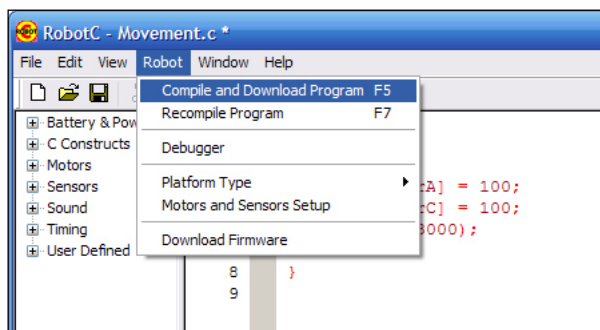 RobotC - Movement.c *
File Edit View Robot Window Help
Compile and Download Program F5
Recompile Program F7
Debugger
Platform Type
Motors and Sensors Setup
Download Firmware
Battery & Pow
C Constructs
Motors
Sensors
Sound
Timing
User Defined
A] = 100;
C] = 100;
000);
8 }
9